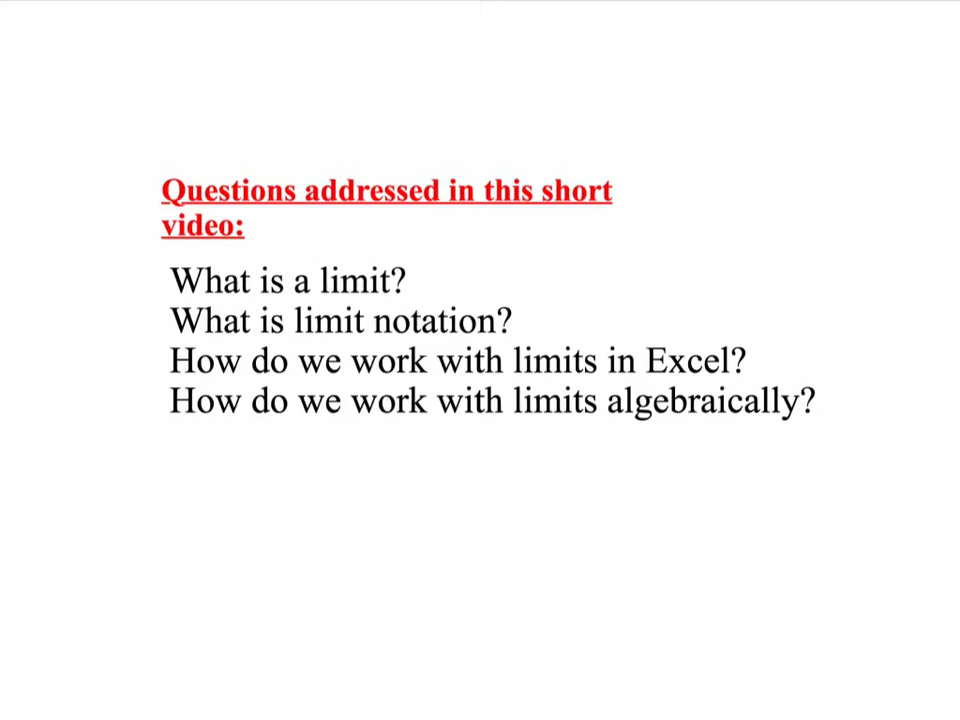 Questions addressed in this short
video:
What is a limit?
What is limit notation?
How do we work with limits in Excel?
How do we work with limits algebraically?